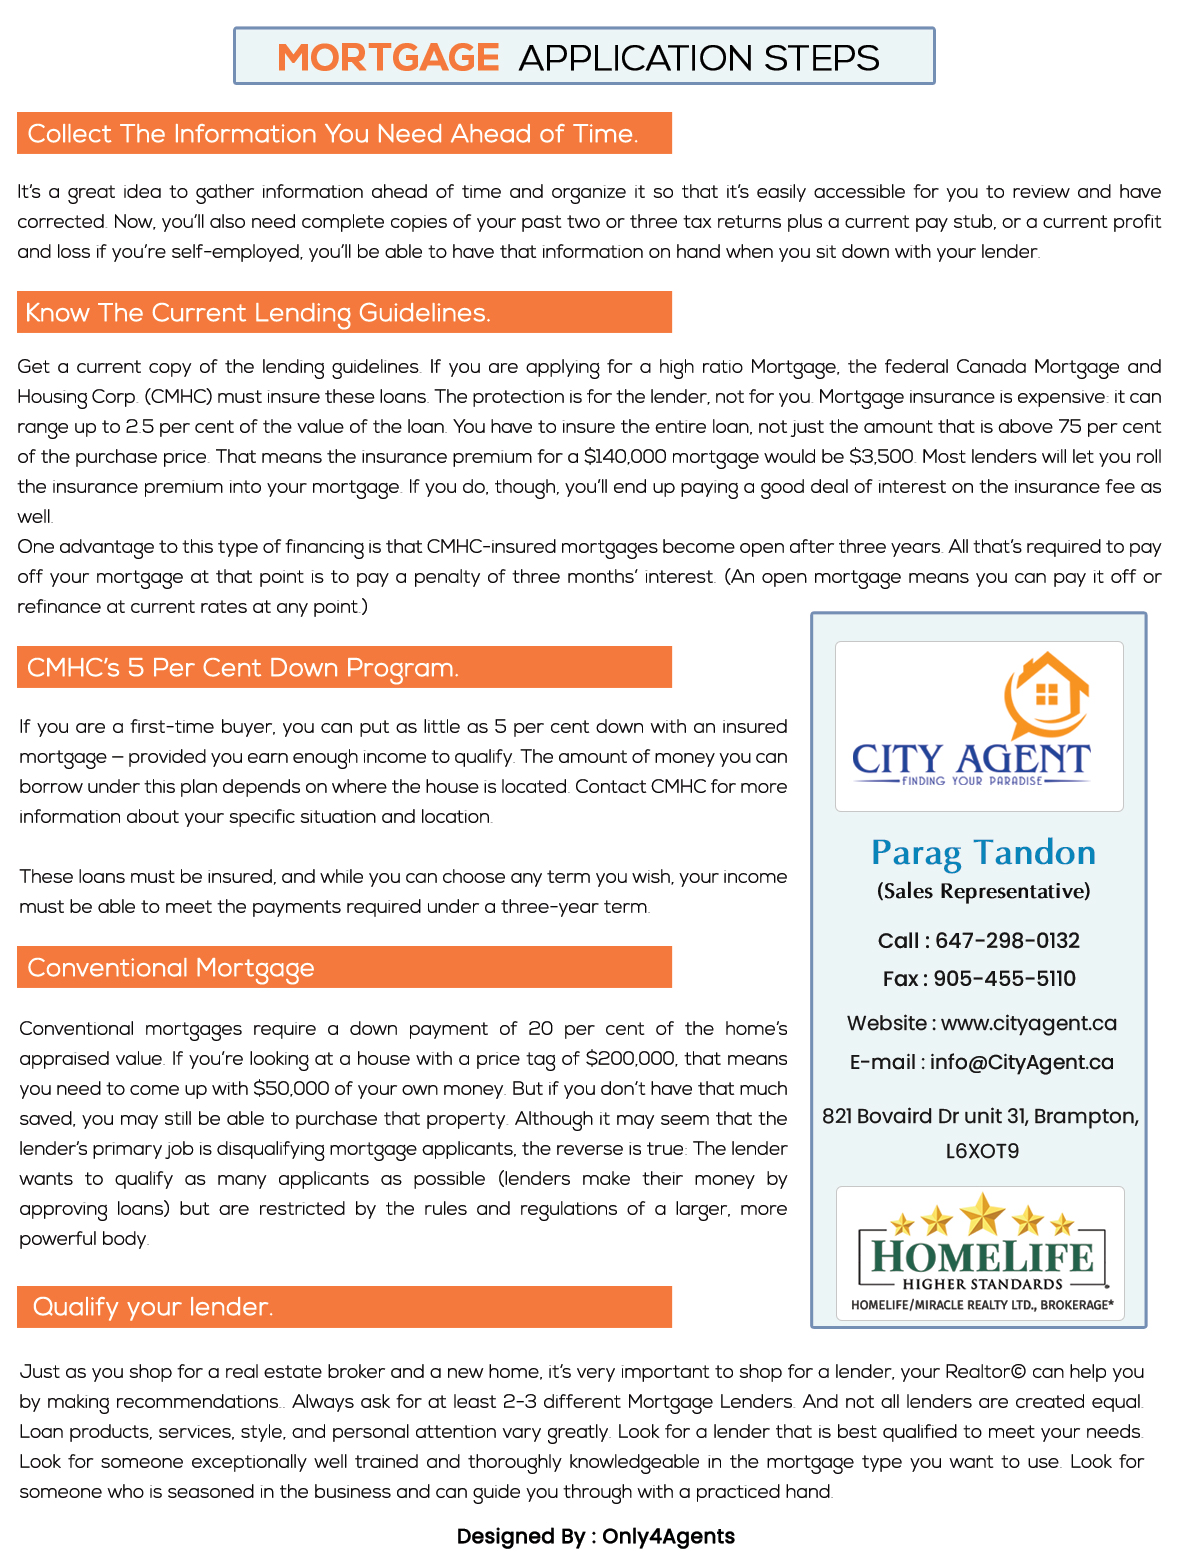 MORTGAGE APPLICATION STEPS
Collect The Information You Need Ahead of Time.
It's a great idea to gather information ahead of time and organize it so that it's easily accessible for you to review and have
corrected. Now, you'll also need complete copies of your past two or three tax returns plus a current pay stub, or a current profit
and loss if you're self-employed, you'll be able to have that information on hand when you sit down with your lender.
Know The Current Lending Guidelines.
Get a current copy of the lending guidelines. If you are applying for a high ratio Mortgage, the federal Canada Mortgage and
Housing Corp. (CMHC) must insure these loans. The protection is for the lender, not for you. Mortgage insurance is expensive: it can
range up to 2.5 per cent of the value of the loan. You have to insure the entire loan, not just the amount that is above 75 per cent
of the purchase price. That means the insurance premium for a $140,000 mortgage would be $3,500. Most lenders will let you roll
the insurance premium into your mortgage. If you do, though, you'll end up paying a good deal of interest on the insurance fee as
well.
One advantage to this type of financing is that CMHC-insured mortgages become open after three years. All that's required to pay
off your mortgage at that point is to pay a penalty of three months' interest. (An open mortgage means you can pay it off or
refinance at current rates at any point.)
CMHC's 5 Per Cent Down Program.
If you are a first-time buyer, you can put as little as 5 per cent down with an insured
mortgage – provided you earn enough income to qualify. The amount of money you can
borrow under this plan depends on where the house is located. Contact CMHC for more
information about your specific situation and location.
These loans must be insured, and while you can choose any term you wish, your income
must be able to meet the payments required under a three-year term.
Conventional Mortgage
Conventional mortgages require a down payment of 20 per cent of the home's
appraised value. If you're looking at a house with a price tag of $200,000, that means
you need to come up with $50,000 of your own money. But if you don't have that much
saved, you may still be able to purchase that property. Although it may seem that the
lender's primary job is disqualifying mortgage applicants, the reverse is true: The lender
wants to qualify as many applicants as possible (lenders make their money by
approving loans) but are restricted by the rules and regulations of a larger, more
powerful body.
CITY AGENT
FINDING YOUR PARADISE
Parag Tandon
(Sales Representative)
Call : 647-298-0132
Fax : 905-455-5110
Website : www.cityagent.ca
E-mail : info@CityAgent.ca
821 Bovaird Dr unit 31, Brampton,
L6XOT9
HOMELIFE
HIGHER STANDARDS
HOMELIFE/MIRACLE REALTY LTD., BROKERAGE*
Qualify your lender.
Just as you shop for a real estate broker and a new home, it's very important to shop for a lender, your Realtor© can help you
by making recommendations.. Always ask for at least 2-3 different Mortgage Lenders. And not all lenders are created equal.
Loan products, services, style, and personal attention vary greatly. Look for a lender that is best qualified to meet your needs.
Look for someone exceptionally well trained and thoroughly knowledgeable in the mortgage type you want to use. Look for
someone who is seasoned in the business and can guide you through with a practiced hand.
Designed By : Only4Agents